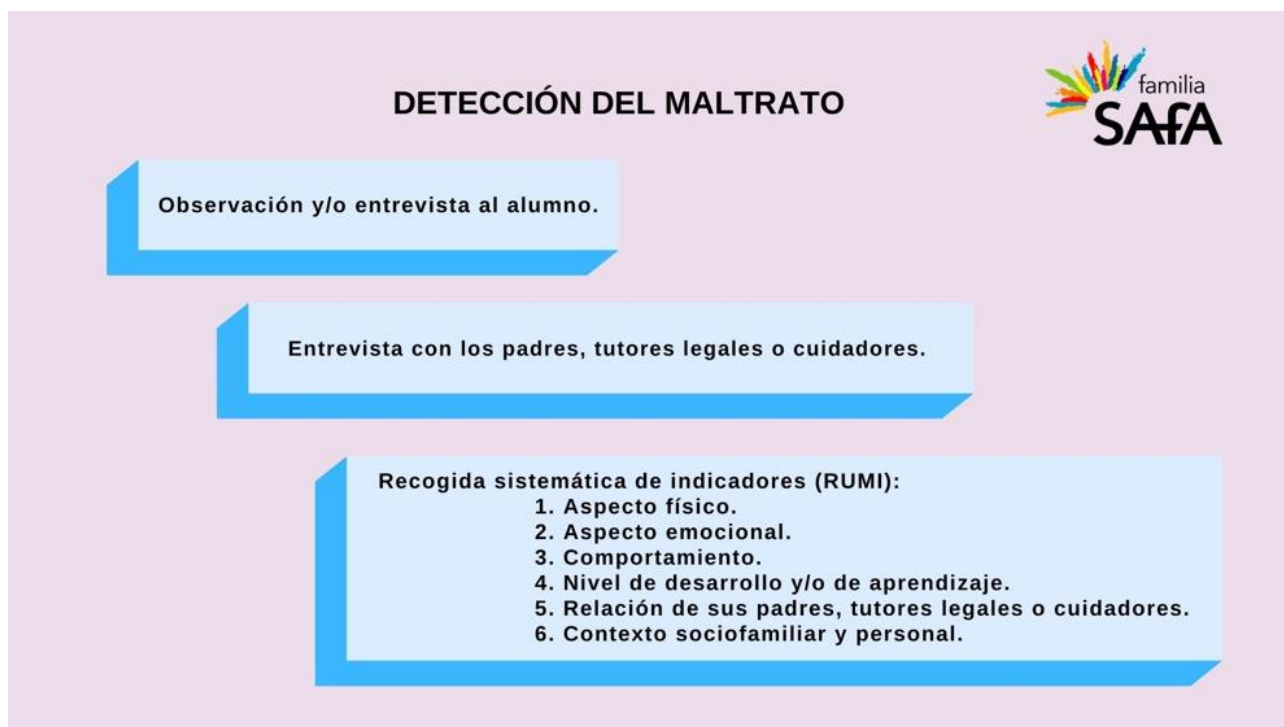 DETECCIÓN DEL MALTRATO
familia
SAfA
Observación y/o entrevista al alumno.
Entrevista con los padres, tutores legales o cuidadores.
Recogida sistemática de indicadores (RUMI):
1. Aspecto físico.
2. Aspecto emocional.
3. Comportamiento.
4. Nivel de desarrollo y/o de aprendizaje.
5. Relación de sus padres, tutores legales o cuidadores.
6. Contexto sociofamiliar y personal.